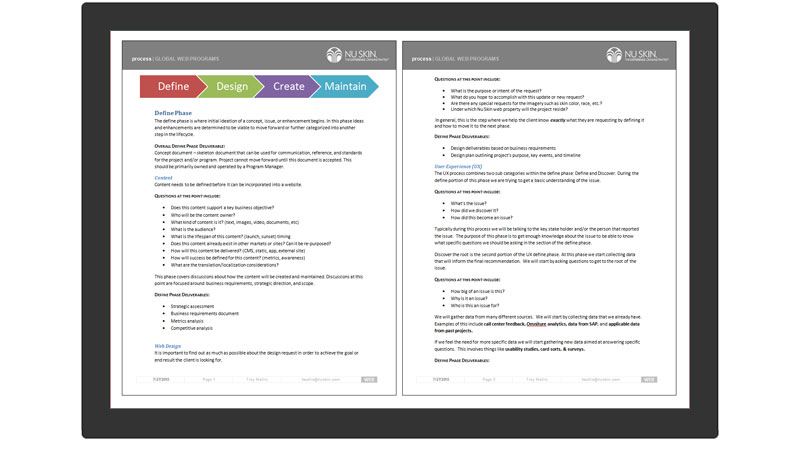 process | GLOBAL WEB PROGRAMS
NU SKIN
Define
Design
Create
Maintain
Define Phase
The define phase is where initial ideation of a concept, issue, or enhancement begins. In this phase ideas
and enhancements are determined to be viable to move forward or further categorized into another
step in the lifecycle.
OVERALL DEFINE PHASE DELIVERABLE:
Concept document – skeleton document that can be used for communication, reference, and standards
for the project and/or program. Project cannot move forward until this document is accepted. This
should be primarily owned and operated by a Program Manager.
Content
Content needs to be defined before it can be incorporated into a website.
QUESTIONS AT THIS POINT INCLUDE:
• Does this content support a key business objective?
• Who will be the content owner?
• What kind of content is it? (text, images, video, documents, etc)
• What is the audience?
• What is the lifespan of this content? (launch, sunset) timing
• Does this content already exist in other markets or sites? Can it be re-purposed?
• How will this content be delivered? (CMS, static, app, external site)
• How will success be defined for this content? (metrics, awareness)
• What are the translation/localization considerations?
This phase covers discussions about how the content will be created and maintained. Discussions at this
point are focused around business requirements, strategic direction, and scope.
DEFINE PHASE DELIVERABLES:
• Strategic assessment
• Business requirements document
• Metrics analysis
• Competitive analysis
Web Design
It is important to find out as much as possible about the design request in order to achieve the goal or
end result the client is looking for.
Page 1
WEB
process | GLOBAL WEB PROGRAMS
NU SKIN
QUESTIONS AT THIS POINT INCLUDE:
• What is the purpose or intent of the request?
• What do you hope to accomplish with this update or new request?
• Are there any special requests for the imagery such as skin color, race, etc.?
• Under which Nu Skin web property will the project reside?
In general, this is the step where we help the client know exactly what they are requesting by defining it
and how to move it to the next phase.
DEFINE PHASE DELIVERABLES:
• Design deliverables based on business requirements
• Design plan outlining project's purpose, key events, and timeline
User Experience (UX)
The UX process combines two sub categories within the define phase: Define and Discover. During the
define portion of this phase we are trying to get a basic understanding of the issue.
QUESTIONS AT THIS POINT INCLUDE:
• What's the issue?
• How did we discover it?
• How did this become an issue?
Typically during this process we will be talking to the key stake holder and/or the person that reported
the issue. The purpose of this phase is to get enough knowledge about the issue to be able to know
what specific questions we should be asking in the section of the define phase.
Discover the root is the second portion of the UX define phase. At this phase we start collecting data
that will inform the final recommendation. We will start by asking questions to get to the root of the
issue.
QUESTIONS AT THIS POINT INCLUDE:
• How big of an issue is this?
• Why is it an issue?
• Who is this an issue for?
We will gather data from many different sources. We will start by collecting data that we already have.
Examples of this include call center feedback, Omniture analytics, data from SAP, and applicable data
from past projects.
If we feel the need for more specific data we will start gathering new data aimed at answering specific
questions. This involves things like usability studies, card sorts, & surveys.
DEFINE PHASE DELIVERABLES:
Page 2
WEB